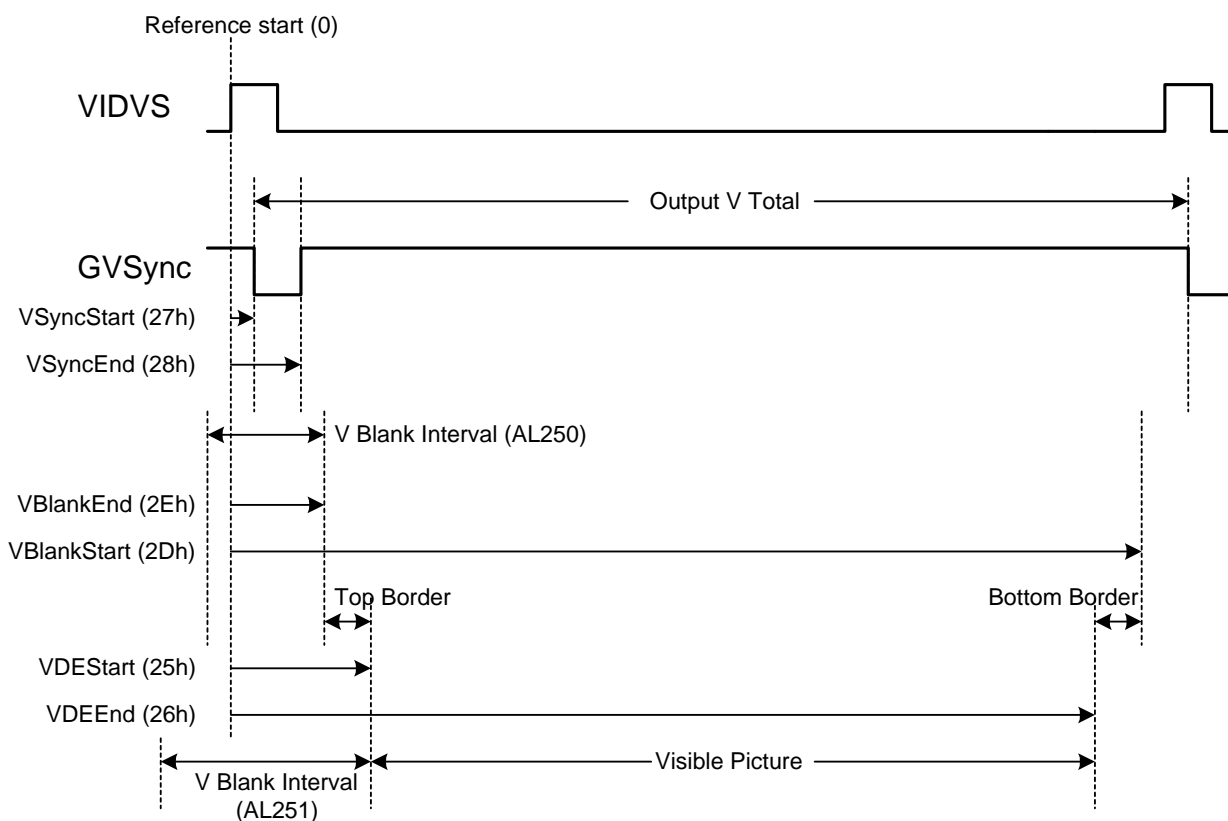 Reference start (0)
VIDVS
Output V Total
GVSync
VSyncStart (27h)
VSyncEnd (28h)
V Blank Interval (AL250)
VBlankEnd (2Eh)
VBlankStart (2Dh)
Top Border
Bottom Border
VDEStart (25h)
VDEEnd (26h)
Visible Picture
V Blank Interval
(AL251)